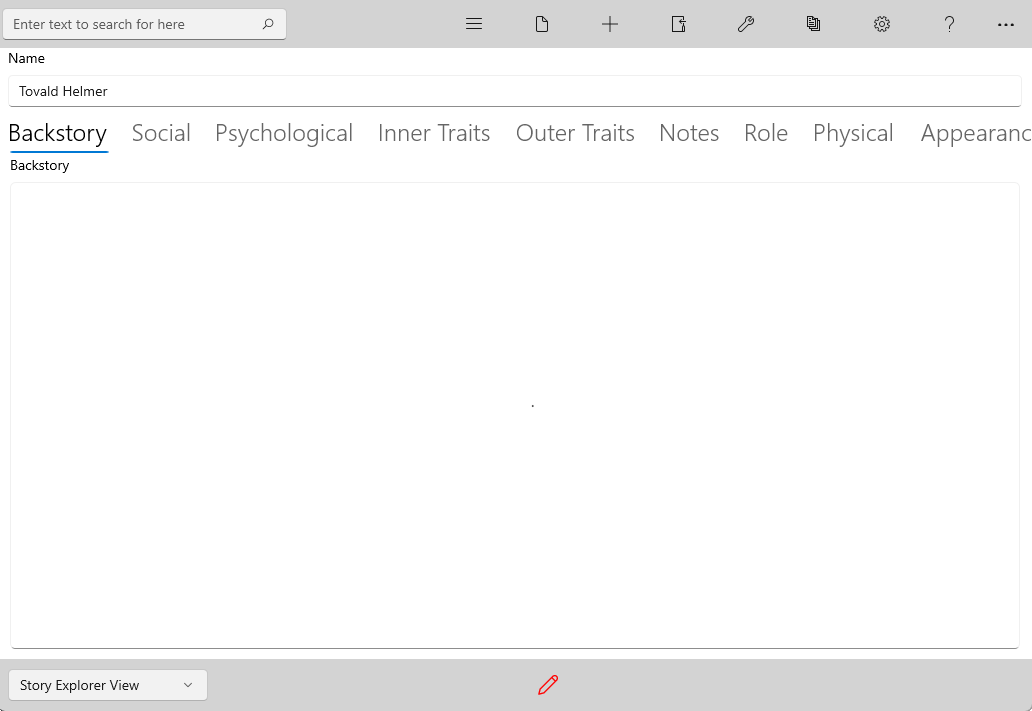 Enter text to search for here
Name
Tovald Helmer
Backstory Social Psychological Inner Traits Outer Traits Notes Role Physical Appearanc
Backstory
.
Story Explorer View